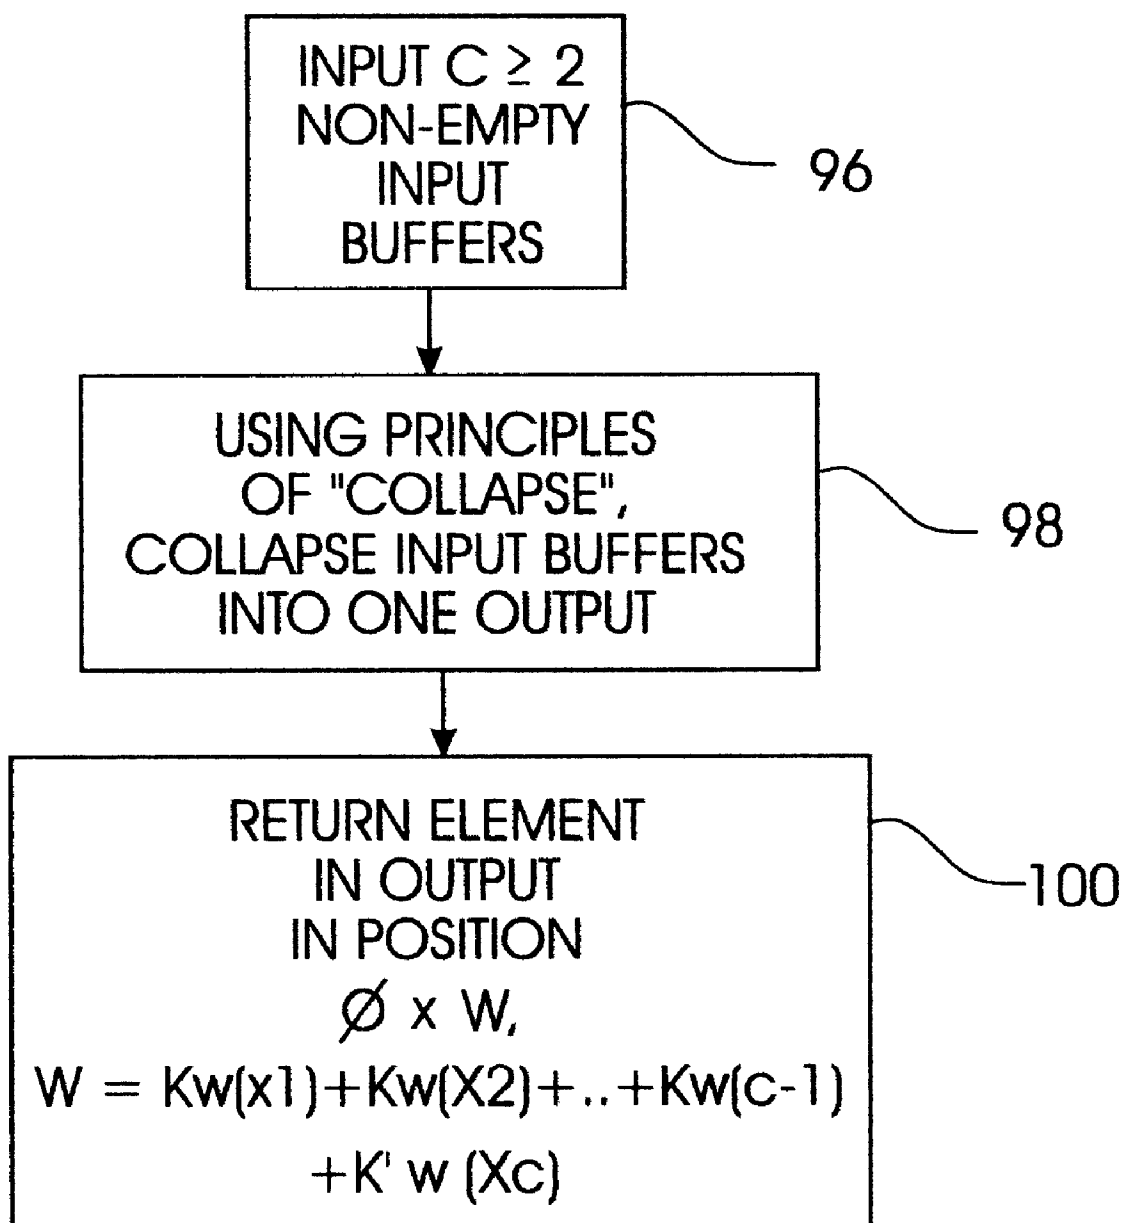 INPUT C ≥ 2
NON-EMPTY
INPUT
BUFFERS
96
USING PRINCIPLES
OF "COLLAPSE",
COLLAPSE INPUT BUFFERS
INTO ONE OUTPUT
98
RETURN ELEMENT
IN OUTPUT
IN POSITION
Ø x W,
W = Kw(x1)+Kw(X2)+..+Kw(c-1)
+K' w (Xc)
100